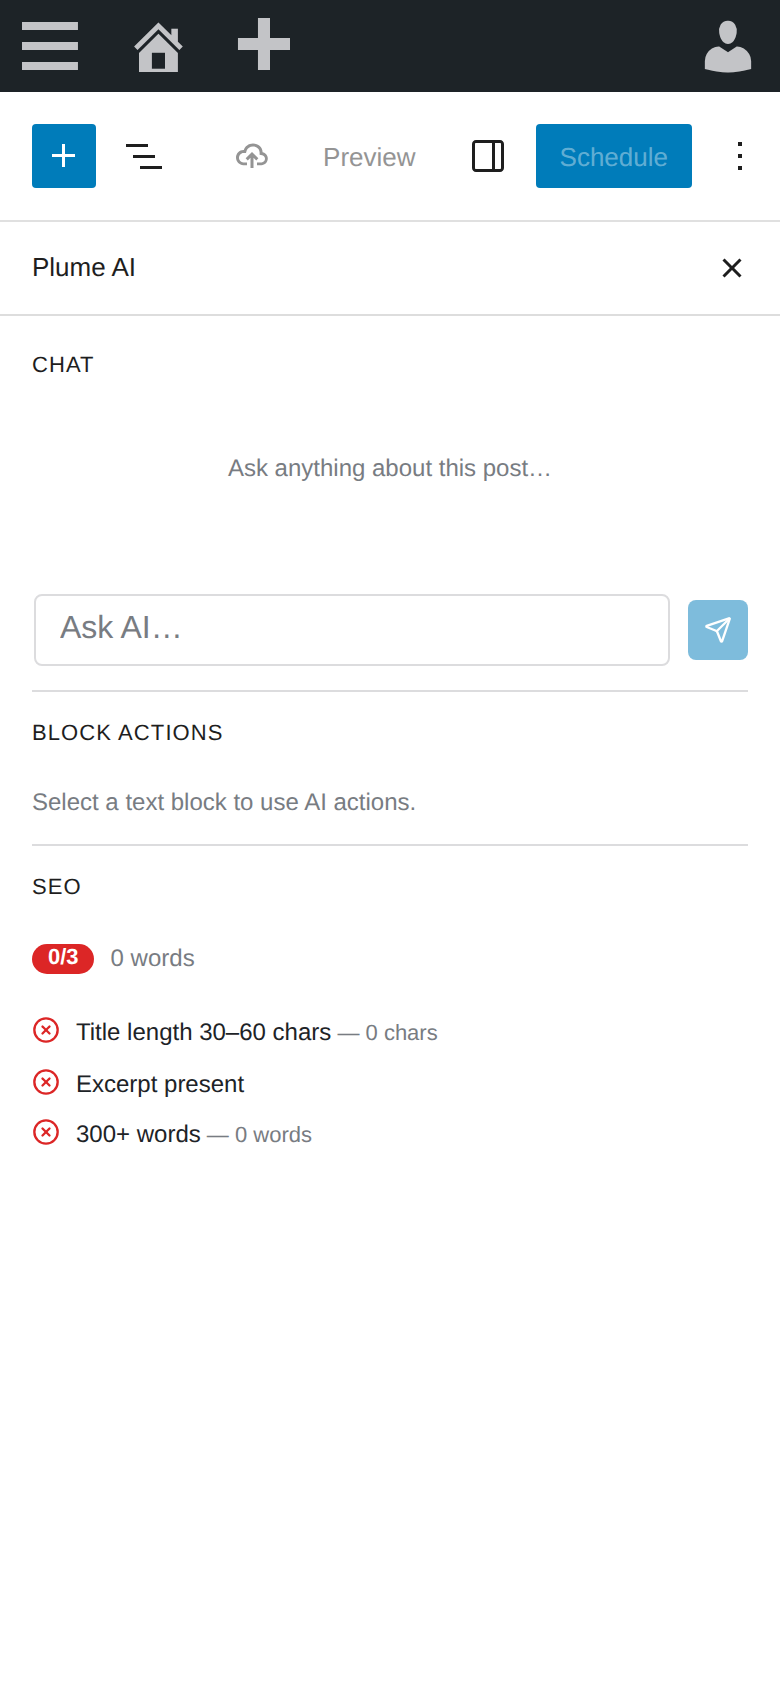 Preview
Schedule
Plume AI
CHAT
Ask anything about this post…
Ask AI…
BLOCK ACTIONS
Select a text block to use AI actions.
SEO
0/3 0 words
Title length 30–60 chars — 0 chars
Excerpt present
300+ words — 0 words